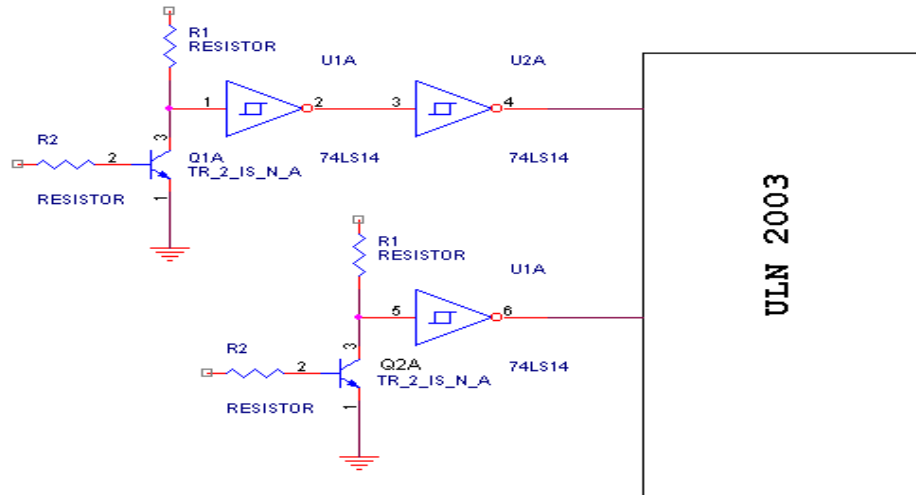 R1
RESISTOR
U1A
U2A
1
2
3
4
R2
3
2
Q1A
TR_2_IS_N_A
74LS14
74LS14
RESISTOR
1
R1
RESISTOR
U1A
5
6
R2
3
2
Q2A
TR_2_IS_N_A
74LS14
RESISTOR
1
ULN 2003